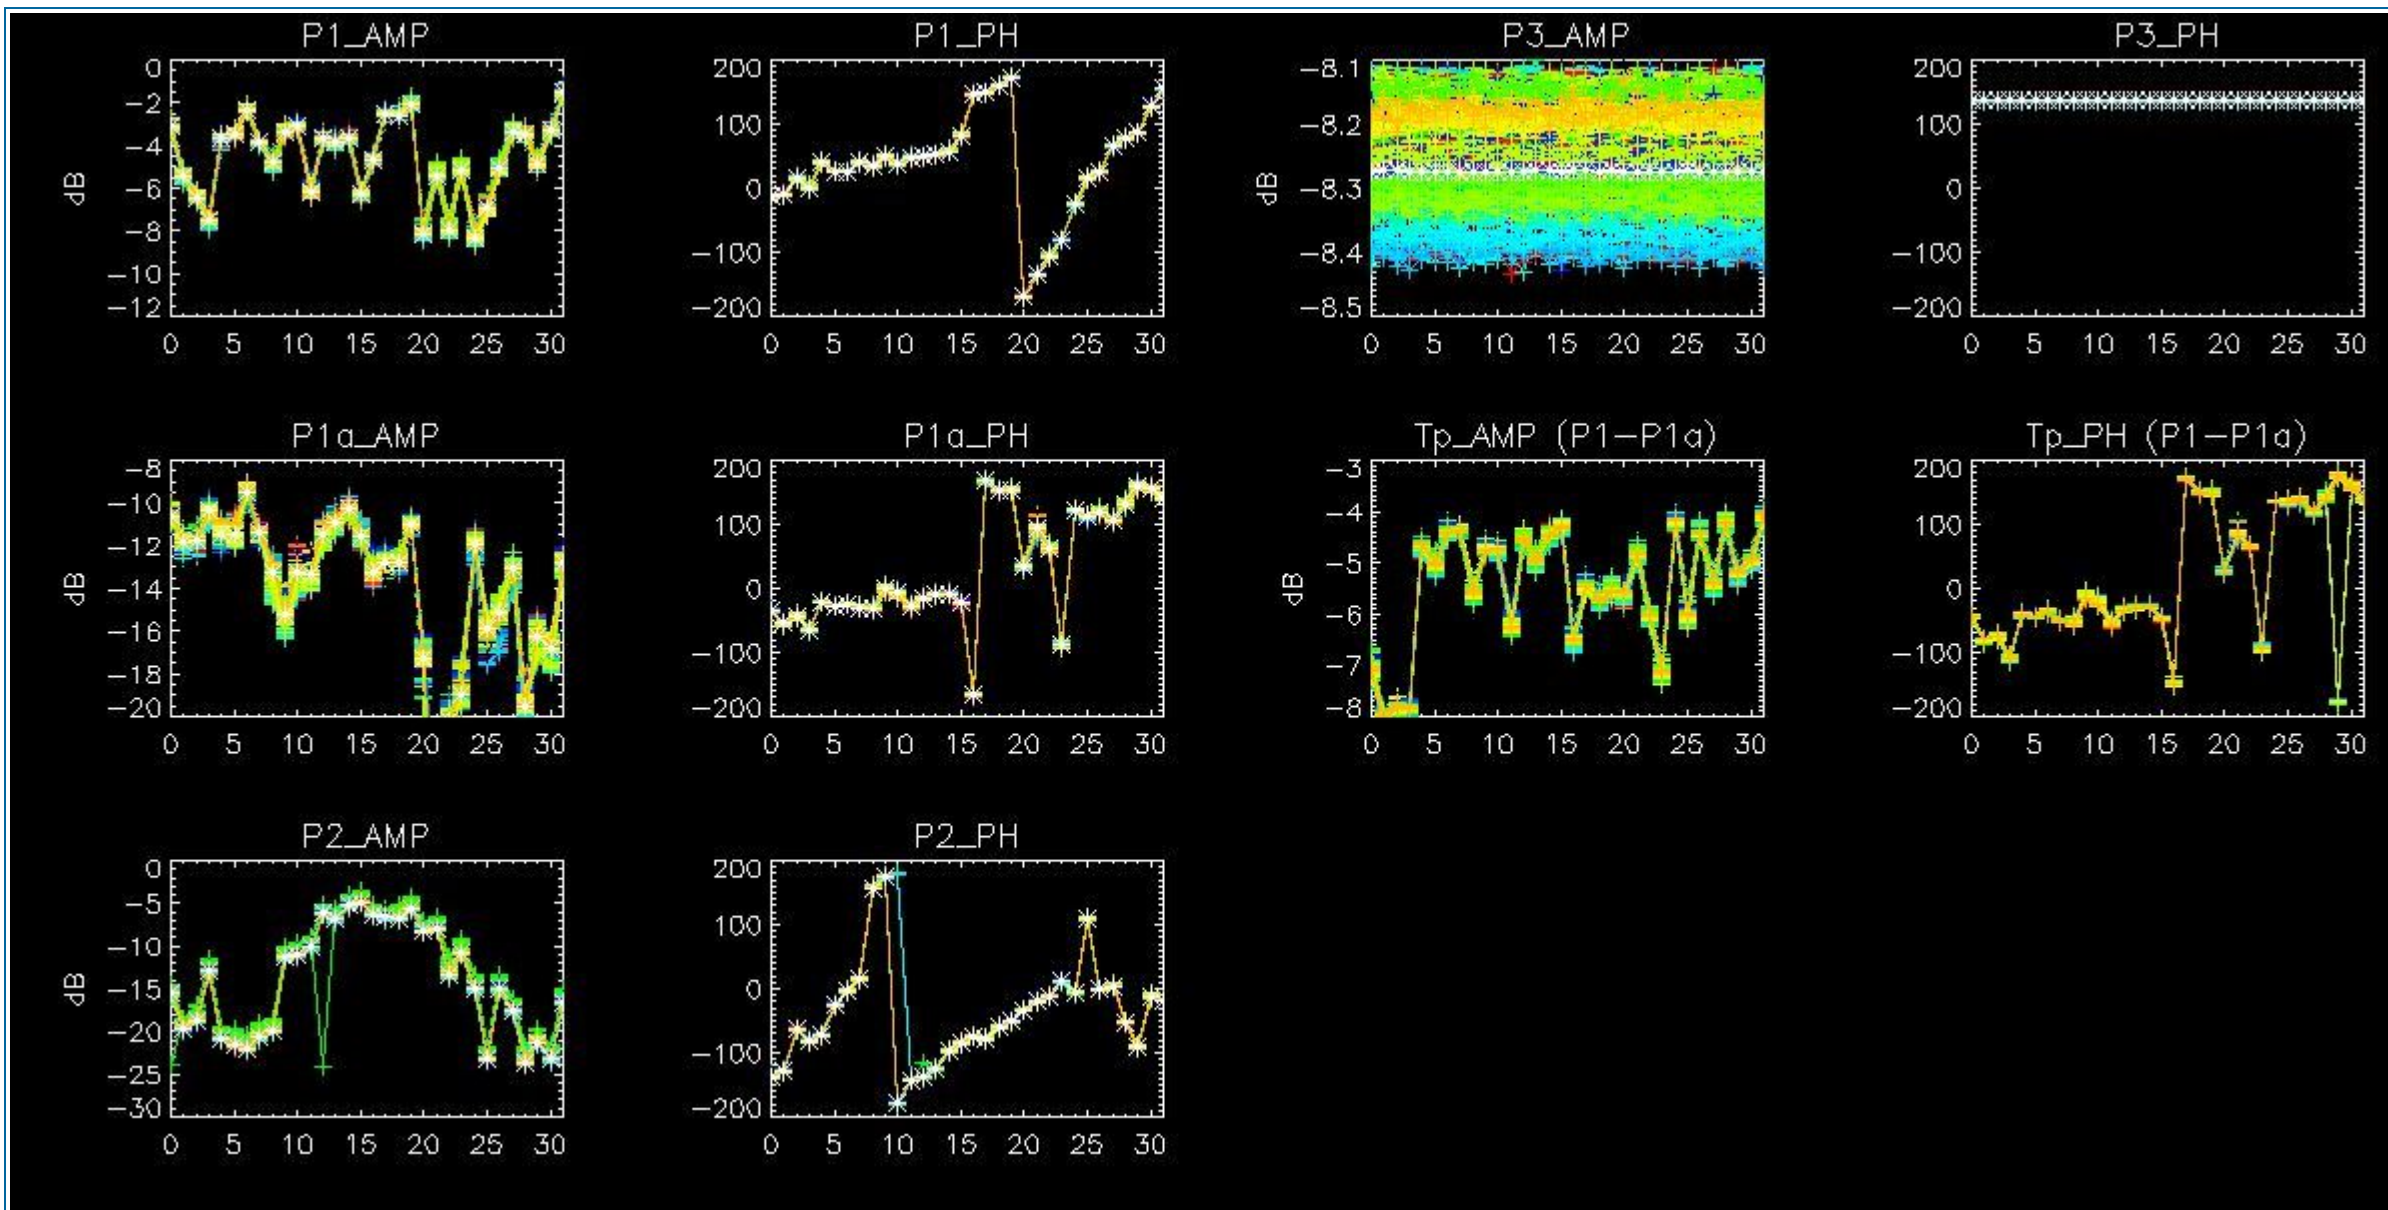 P1_AMP P1_PH P3_AMP P3_PH
0 200 -8.1 200
-2 100 -8.2 100
-4 0 -8.3 0
-6 -100 -8.4 -100
-8 -200 -8.5 -200
-10
-12
dB dB
0 5 10 15 20 25 30 0 5 10 15 20 25 30 0 5 10 15 20 25 30 0 5 10 15 20 25 30
P1a_AMP P1a_PH Tp_AMP (P1-P1a) Tp_PH (P1-P1a)
-8 200 -3 200
-10 100 -4 100
-12 0 -5 0
-14 -100 -6 -100
-16 -200 -7 -200
-18 -8
-20
dB dB
0 5 10 15 20 25 30 0 5 10 15 20 25 30 0 5 10 15 20 25 30 0 5 10 15 20 25 30
P2_AMP P2_PH
0 200
-5 100
-10 0
-15 -100
-20 -200
-25
-30
dB
0 5 10 15 20 25 30 0 5 10 15 20 25 30